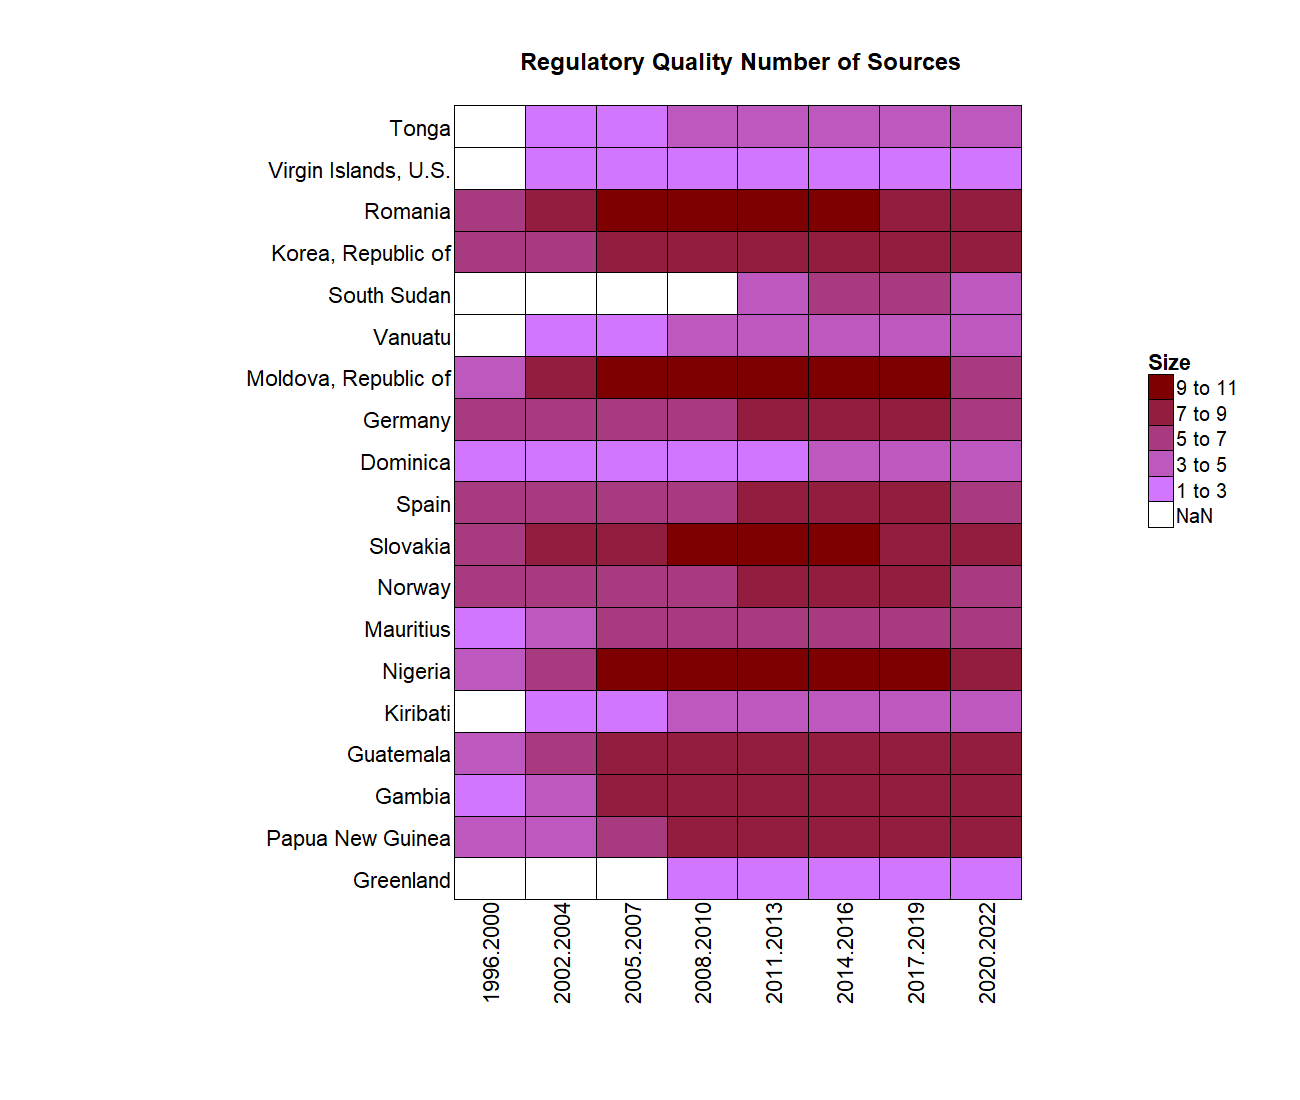 Regulatory Quality Number of Sources
Tonga
Virgin Islands, U.S.
Romania
Korea, Republic of
South Sudan
Vanuatu
Moldova, Republic of
Germany
Dominica
Spain
Slovakia
Norway
Mauritius
Nigeria
Kiribati
Guatemala
Gambia
Papua New Guinea
Greenland
1996.2000
2002.2004
2005.2007
2008.2010
2011.2013
2014.2016
2017.2019
2020.2022
Size
9 to 11
7 to 9
5 to 7
3 to 5
1 to 3
NaN